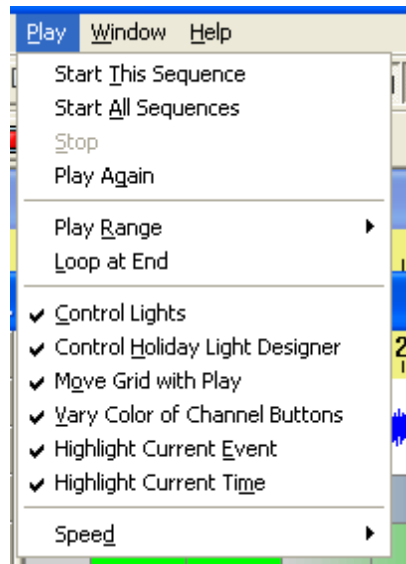 Play Window Help
Start This Sequence
Start All Sequences
Stop
Play Again
Play Range
Loop at End
Control Lights
Control Holiday Light Designer
Move Grid with Play
Vary Color of Channel Buttons
Highlight Current Event
Highlight Current Time
Speed
2